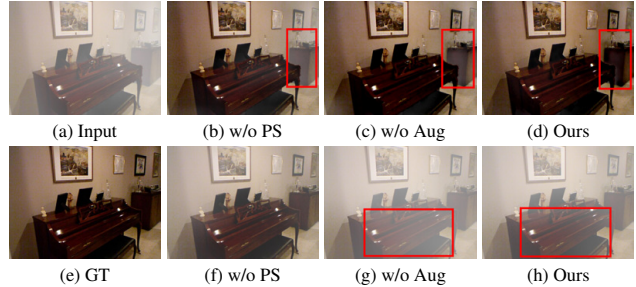 (a) Input
(b) w/o PS
(c) w/o Aug
(d) Ours
(e) GT
(f) w/o PS
(g) w/o Aug
(h) Ours